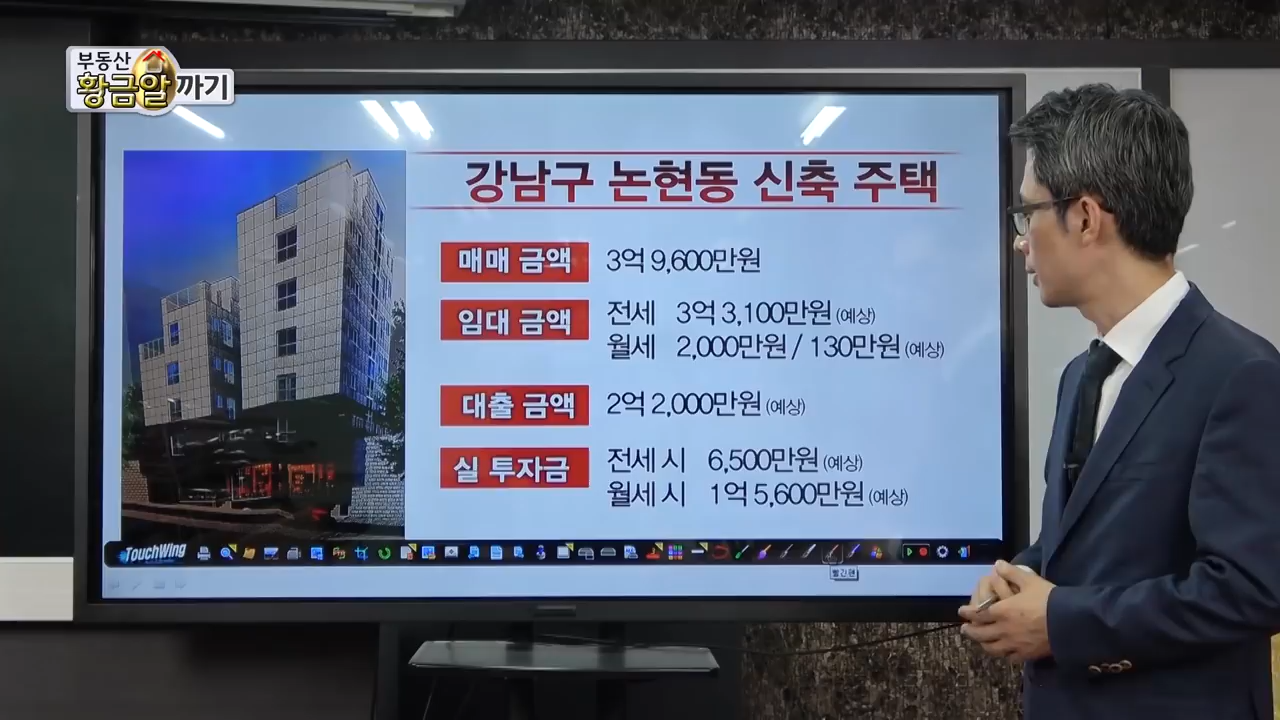 부동산
황금알까기
강남구 논현동 신축 주택
매매 금액 3억 9,600만원
임대 금액 전세 3억 3,100만원 (예상)
월세 2,000만원 / 130만원 (예상)
대출 금액 2억 2,000만원 (예상)
실 투자금 전세 시 6,500만원 (예상)
월세 시 1억 5,600만원 (예상)
TouchWing
빨간펜